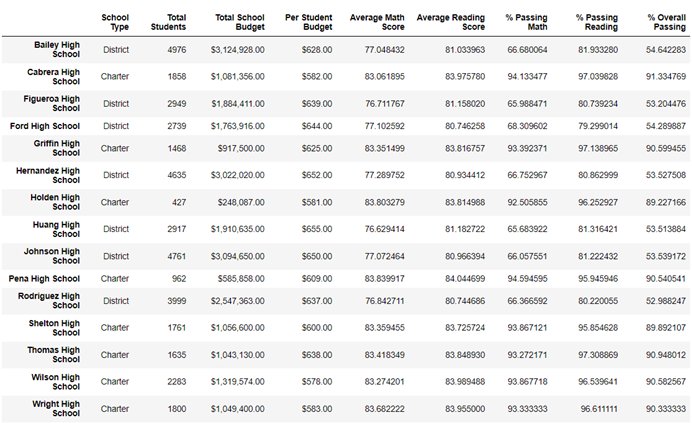 School Type Total Students Total School Budget Per Student Budget Average Math Score Average Reading Score % Passing Math % Passing Reading % Overall Passing
Bailey High School District 4976 $3,124,928.00 $628.00 77.048432 81.033963 66.680064 81.933280 54.642283
Cabrera High School Charter 1858 $1,081,356.00 $582.00 83.061895 83.975780 94.133477 97.039828 91.334769
Figueroa High School District 2949 $1,884,411.00 $639.00 76.711767 81.158020 65.988471 80.739234 53.204476
Ford High School District 2739 $1,763,916.00 $644.00 77.102592 80.746258 68.309602 79.299014 54.289887
Griffin High School Charter 1468 $917,500.00 $625.00 83.351499 83.816757 93.392371 97.138965 90.599455
Hernandez High School District 4635 $3,022,020.00 $652.00 77.289752 80.934412 66.752967 80.862999 53.527508
Holden High School Charter 427 $248,087.00 $581.00 83.803279 83.814988 92.505855 96.252927 89.227166
Huang High School District 2917 $1,910,635.00 $655.00 76.629414 81.182722 65.683922 81.316421 53.513884
Johnson High School District 4761 $3,094,650.00 $650.00 77.072464 80.966394 66.057551 81.222432 53.539172
Pena High School Charter 962 $585,858.00 $609.00 83.839917 84.044699 94.594595 95.945946 90.540541
Rodriguez High School District 3999 $2,547,363.00 $637.00 76.842711 80.744686 66.366592 80.220055 52.988247
Shelton High School Charter 1761 $1,056,600.00 $600.00 83.359455 83.725724 93.867121 95.854628 89.892107
Thomas High School Charter 1635 $1,043,130.00 $638.00 83.418349 83.848930 93.272171 97.308869 90.948012
Wilson High School Charter 2283 $1,319,574.00 $578.00 83.274201 83.989488 93.867718 96.539641 90.582567
Wright High School Charter 1800 $1,049,400.00 $583.00 83.682222 83.955000 93.333333 96.611111 90.333333